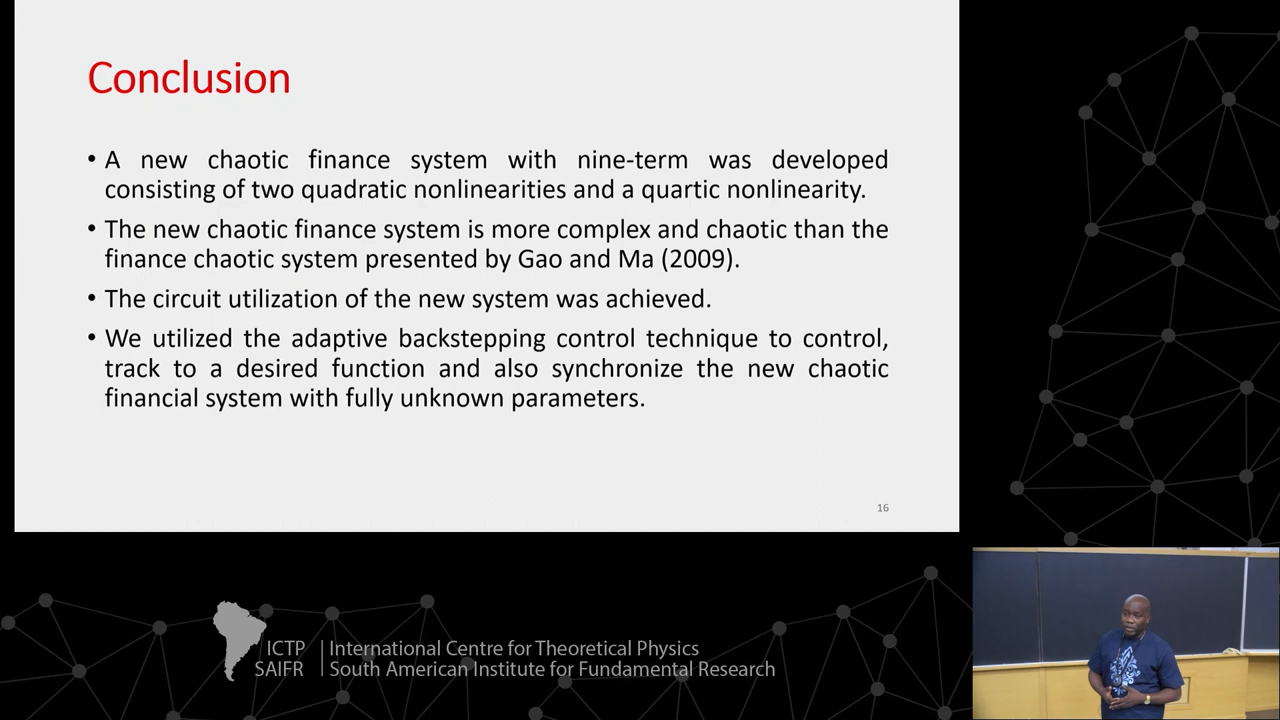 Conclusion
• A new chaotic finance system with nine-term was developed
consisting of two quadratic nonlinearities and a quartic nonlinearity.
• The new chaotic finance system is more complex and chaotic than the
finance chaotic system presented by Gao and Ma (2009).
• The circuit utilization of the new system was achieved.
• We utilized the adaptive backstepping control technique to control,
track to a desired function and also synchronize the new chaotic
financial system with fully unknown parameters.
16
ICTP | International Centre for Theoretical Physics
SAIFR | South American Institute for Fundamental Research